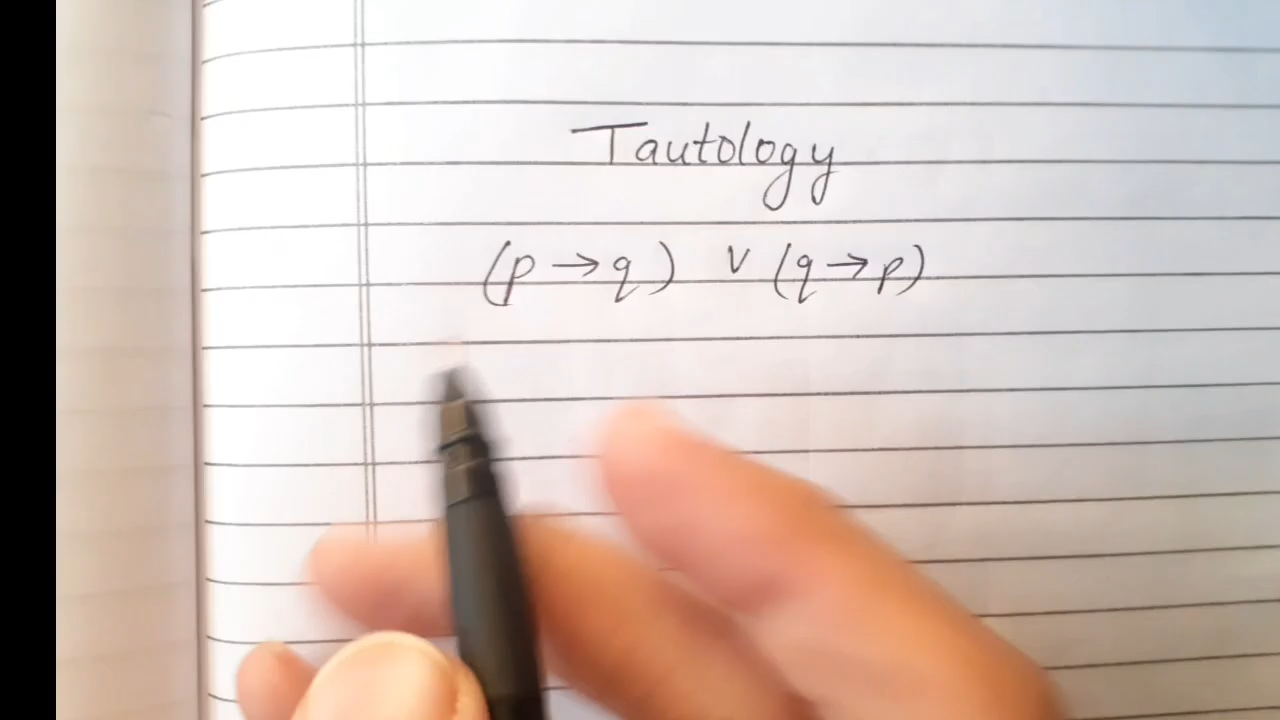 Tautology
(p → q) ∨ (q → p)